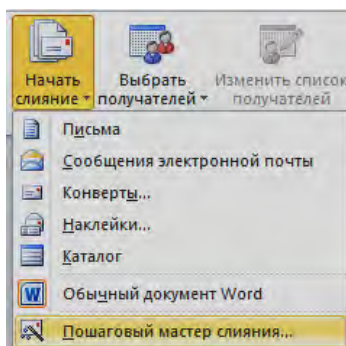 Начать слияние
Выбрать получателей
Изменить список получателей
Письма
Сообщения электронной почты
Конверты...
Наклейки...
Каталог
Обычный документ Word
Пошаговый мастер слияния...